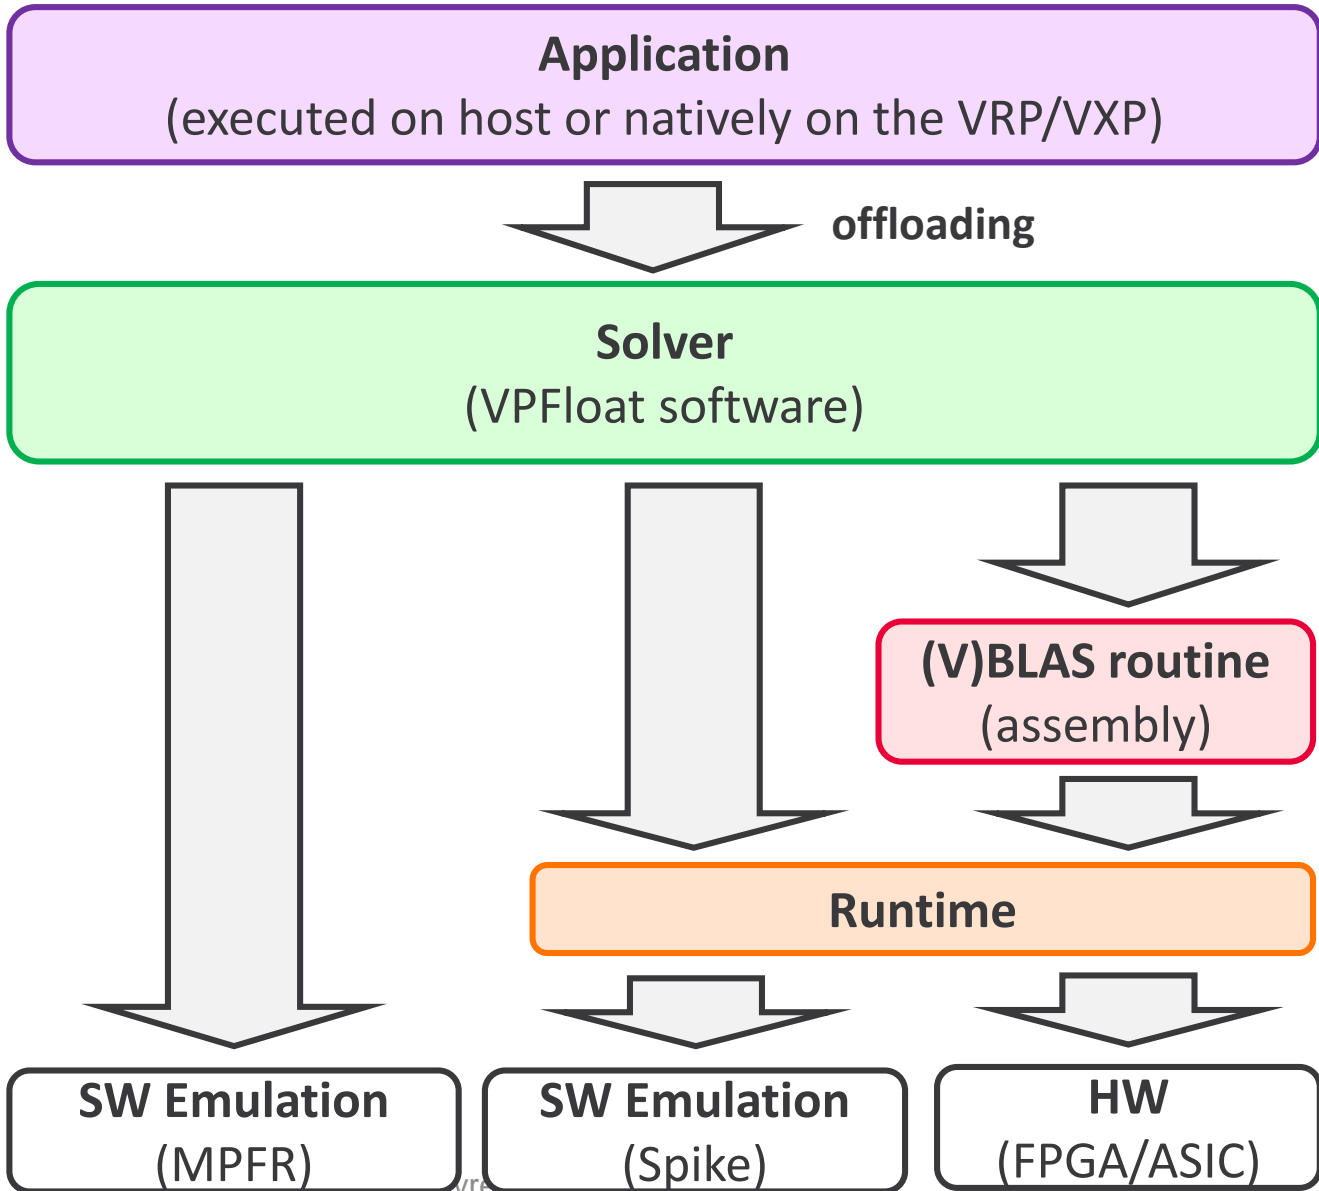 Application
(executed on host or natively on the VRP/VXP)
offloading
Solver
(VPFloat software)
(V)BLAS routine
(assembly)
Runtime
SW Emulation
(MPFR)
SW Emulation
(Spike)
HW
(FPGA/ASIC)